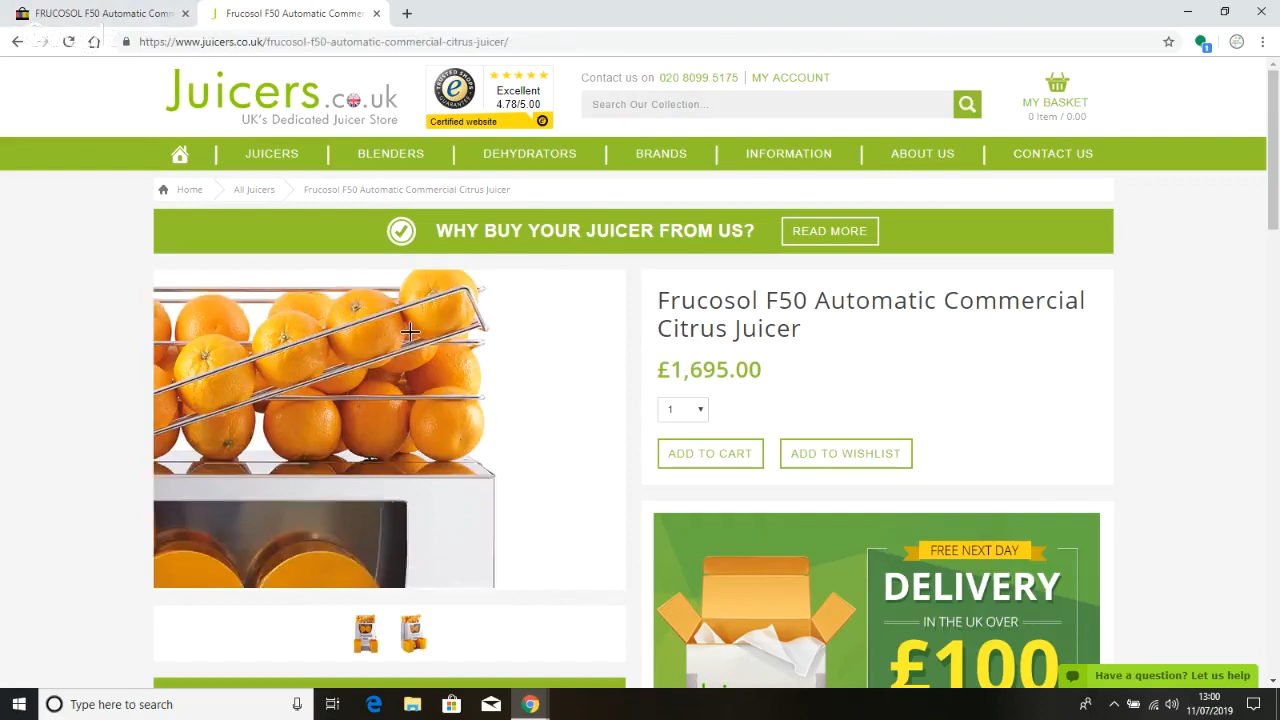 FRUCOSOL F50 Automatic Comm
Frucosol F50 Automatic Commer
https://www.juicers.co.uk/frucosol-f50-automatic-commercial-citrus-juicer/
1
Juicers.co.uk
UK's Dedicated Juicer Store
TRUSTED SHOPS
GUARANTEE
e
Excellent
4.78/5.00
Certified website
Contact us on 020 8099 5175 | MY ACCOUNT
Search Our Collection...
MY BASKET
0 Item / 0.00
JUICERS | BLENDERS | DEHYDRATORS | BRANDS | INFORMATION | ABOUT US | CONTACT US
Home
All Juicers
Frucosol F50 Automatic Commercial Citrus Juicer
WHY BUY YOUR JUICER FROM US?
READ MORE
Frucosol F50 Automatic Commercial
Citrus Juicer
£1,695.00
1
ADD TO CART
ADD TO WISHLIST
FREE NEXT DAY
DELIVERY
IN THE UK OVER
£100
Have a question? Let us help
Type here to search
13:00
11/07/2019